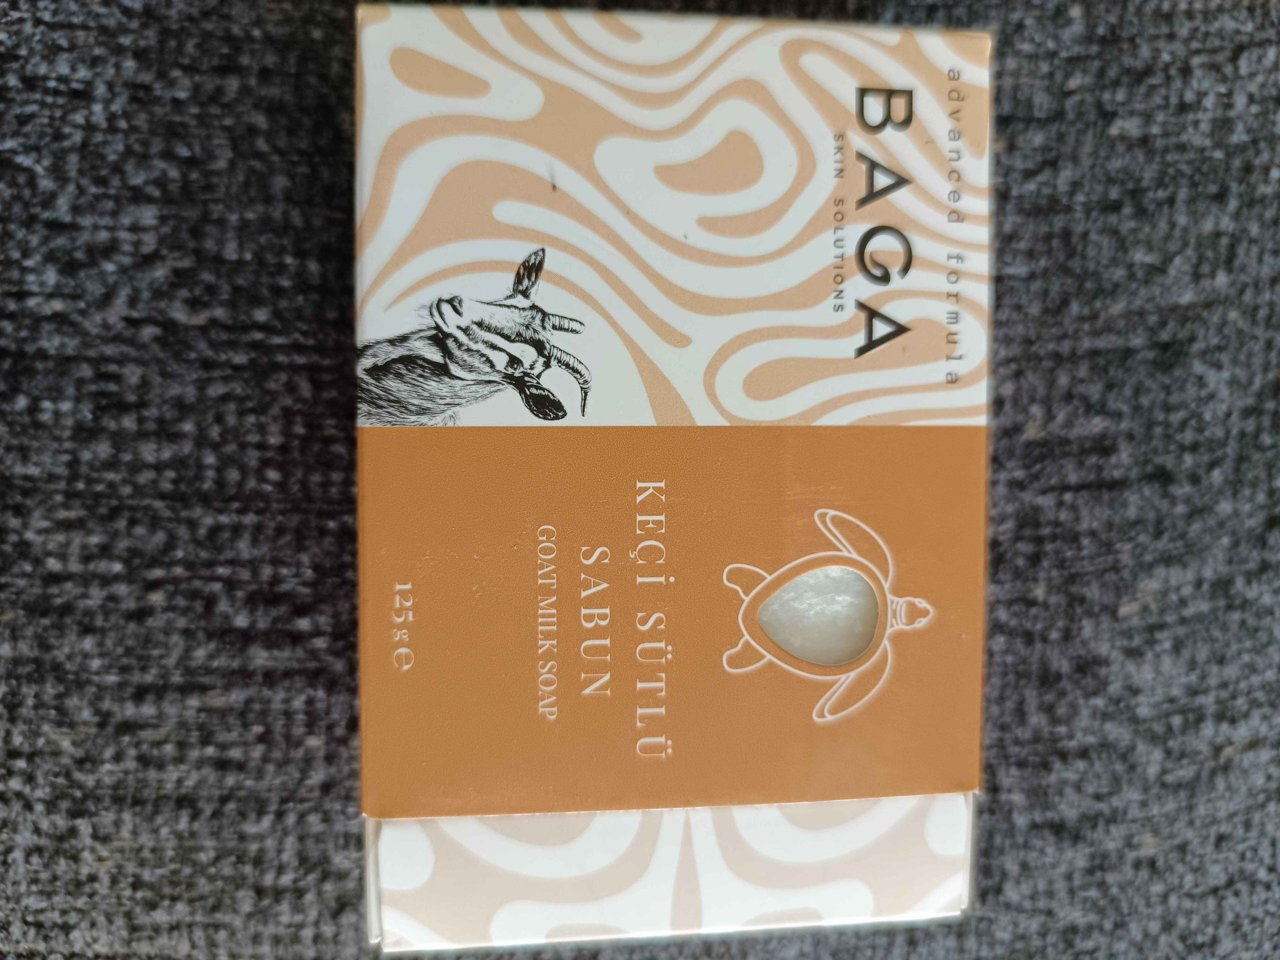 advanced formula
BAGA
SKIN SOLUTIONS
KEÇİ SÜTLÜ
SABUN
GOAT MILK SOAP
125g e